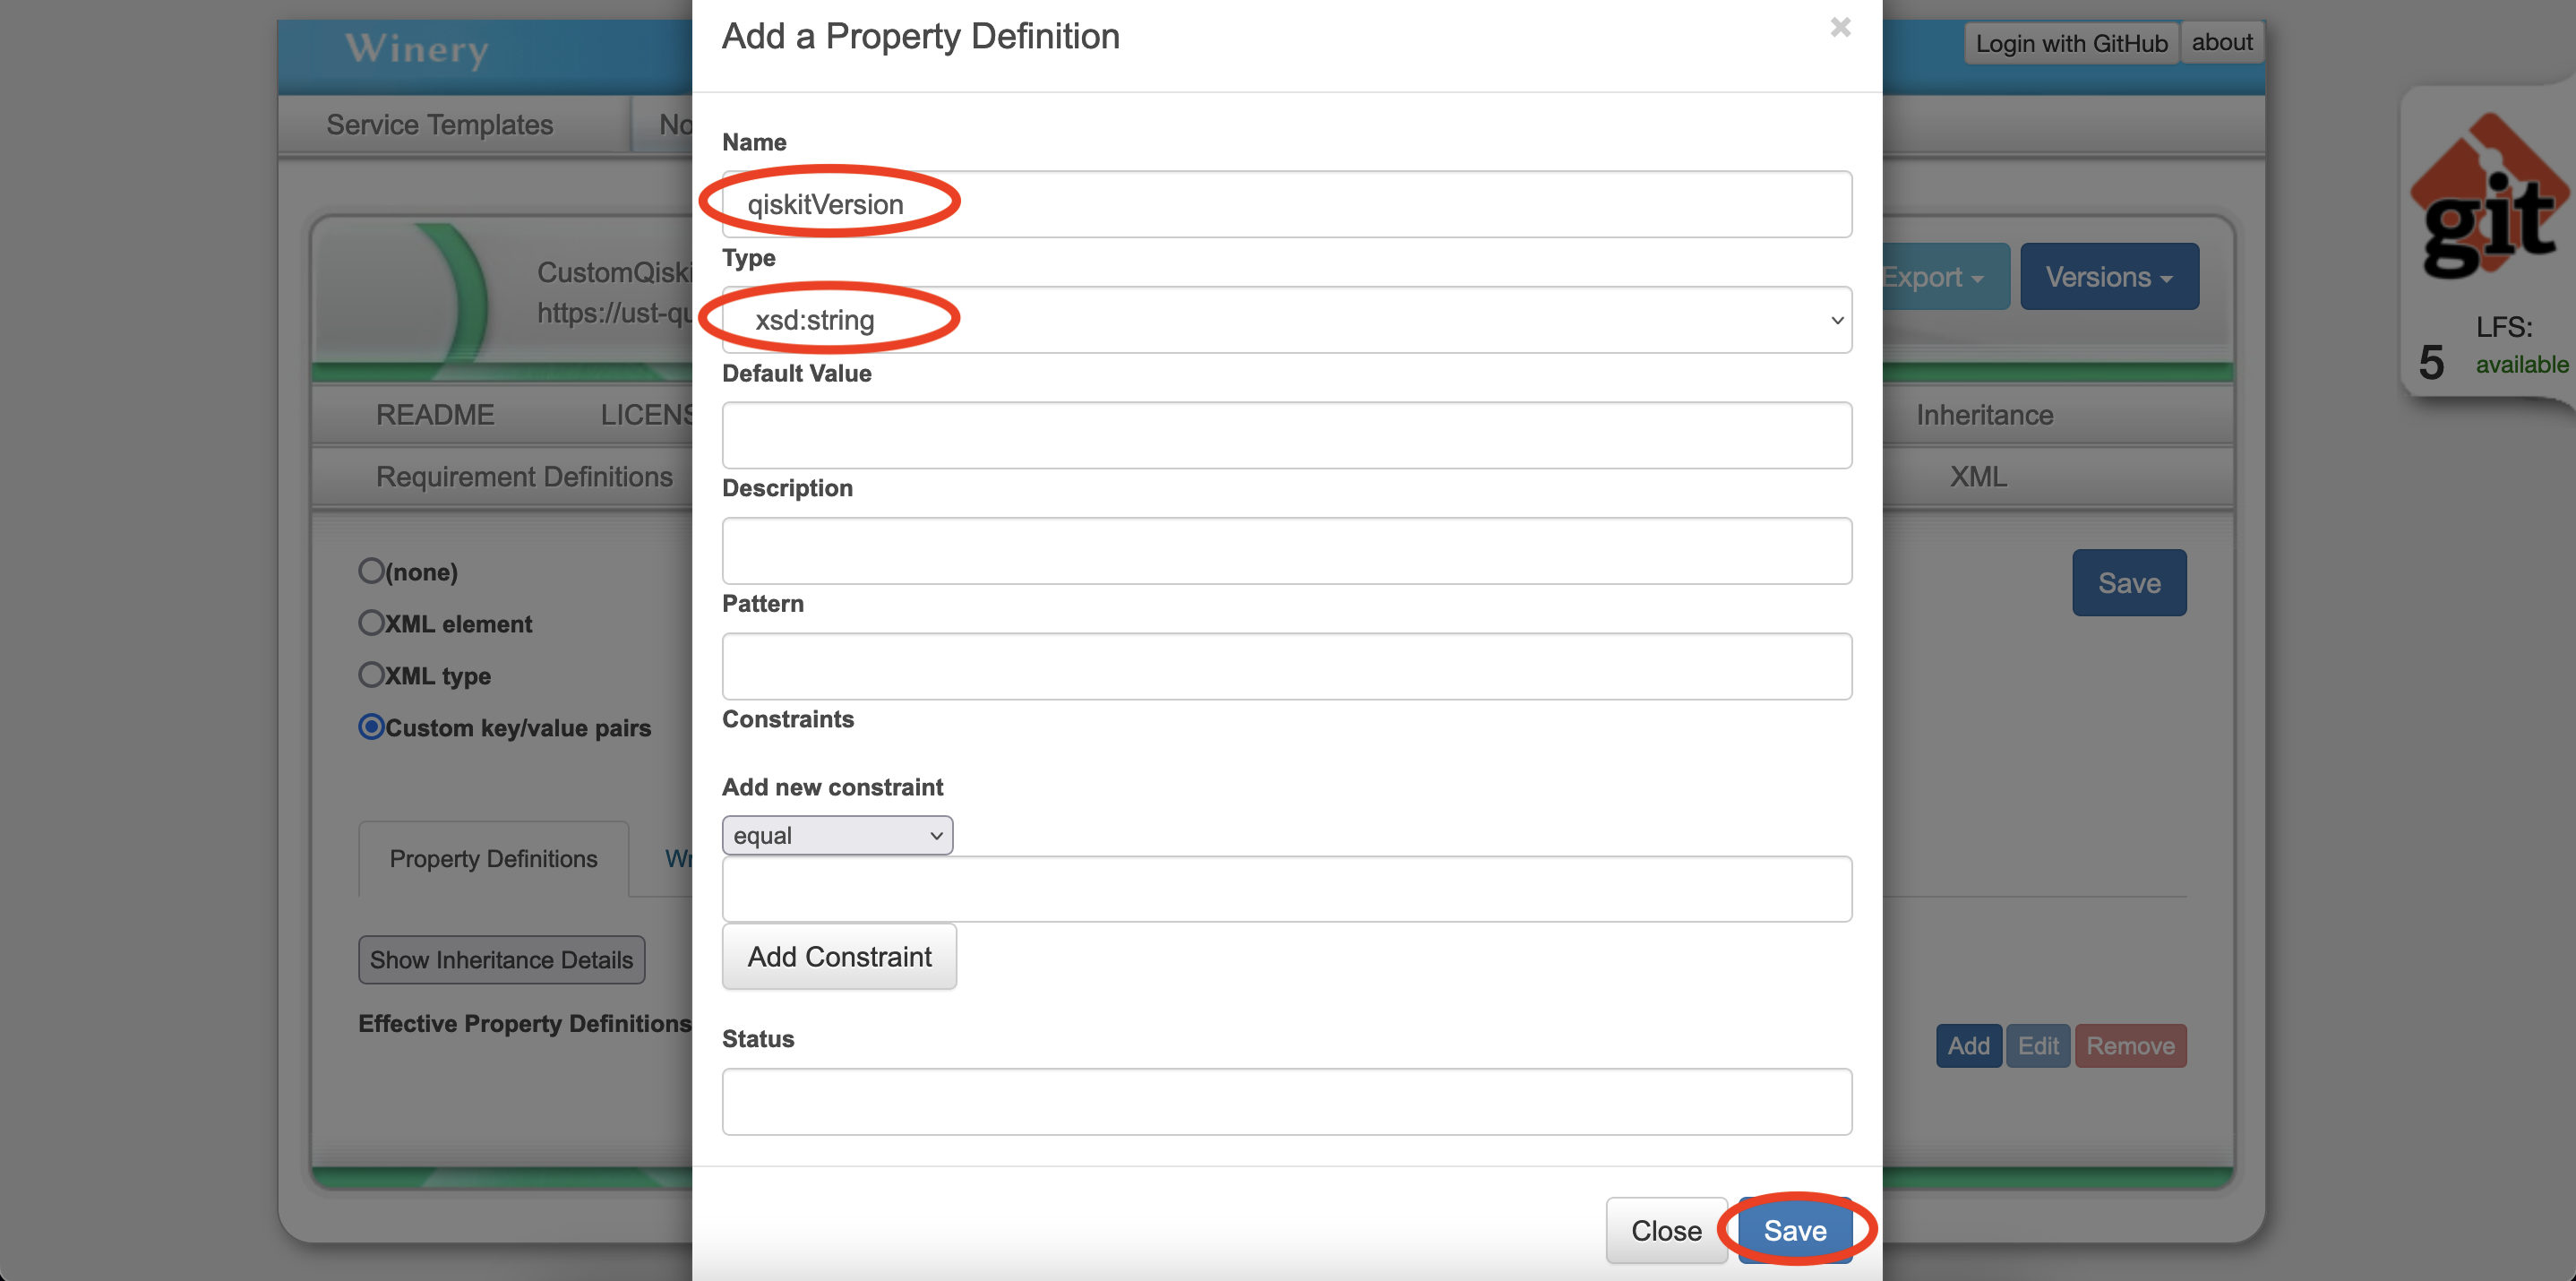 Winery
Login with GitHub
about
Service Templates
No
Add a Property Definition
×
Name
qiskitVersion
Type
xsd:string
Default Value
Description
Pattern
Constraints
Add new constraint
equal
Add Constraint
Status
Close
Save
CustomQiski
https://ust-qu
Export
Versions
README
LICENS
Inheritance
Requirement Definitions
XML
(none)
XML element
XML type
Custom key/value pairs
Save
Property Definitions
Wr
Show Inheritance Details
Effective Property Definitions
Add
Edit
Remove
git
5
LFS:
available